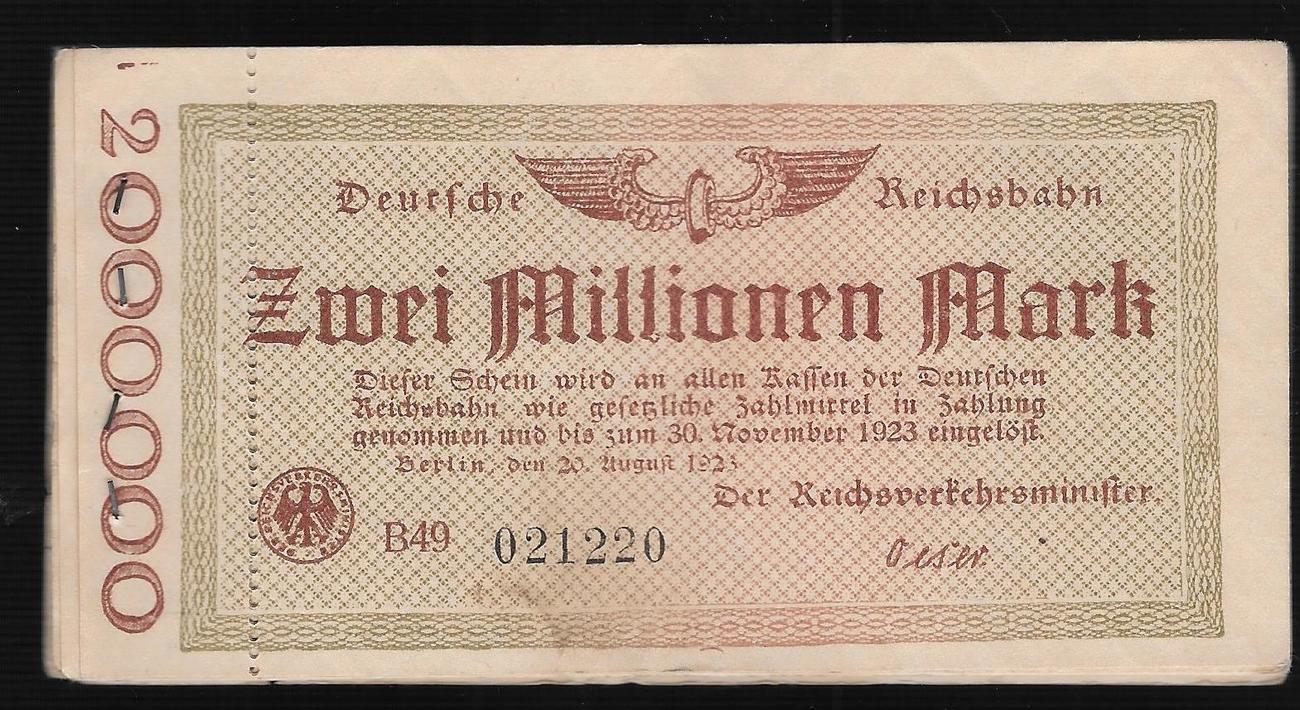 2000000
Deutsche Reichsbahn
Zwei Millionen Mark
Dieser Schein wird an allen Kassen der Deutschen
Reichsbahn wie gesetzliche Zahlmittel in Zahlung
genommen und bis zum 30. November 1923 eingelöst.
Berlin, den 20. August 1923
Der Reichsverkehrsminister.
B49 021220
Oeser